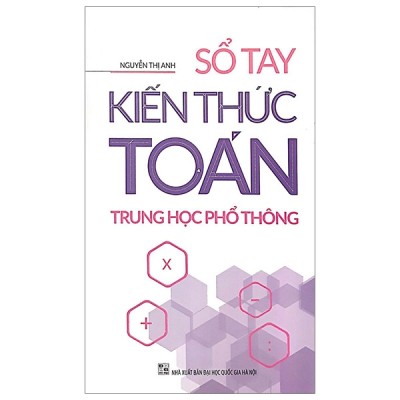 NGUYỄN THỊ ANH
SỔ TAY
KIẾN THỨC
TOÁN
TRUNG HỌC PHỔ THÔNG
x
−
+
:
NHÀ XUẤT BẢN ĐẠI HỌC QUỐC GIA HÀ NỘI